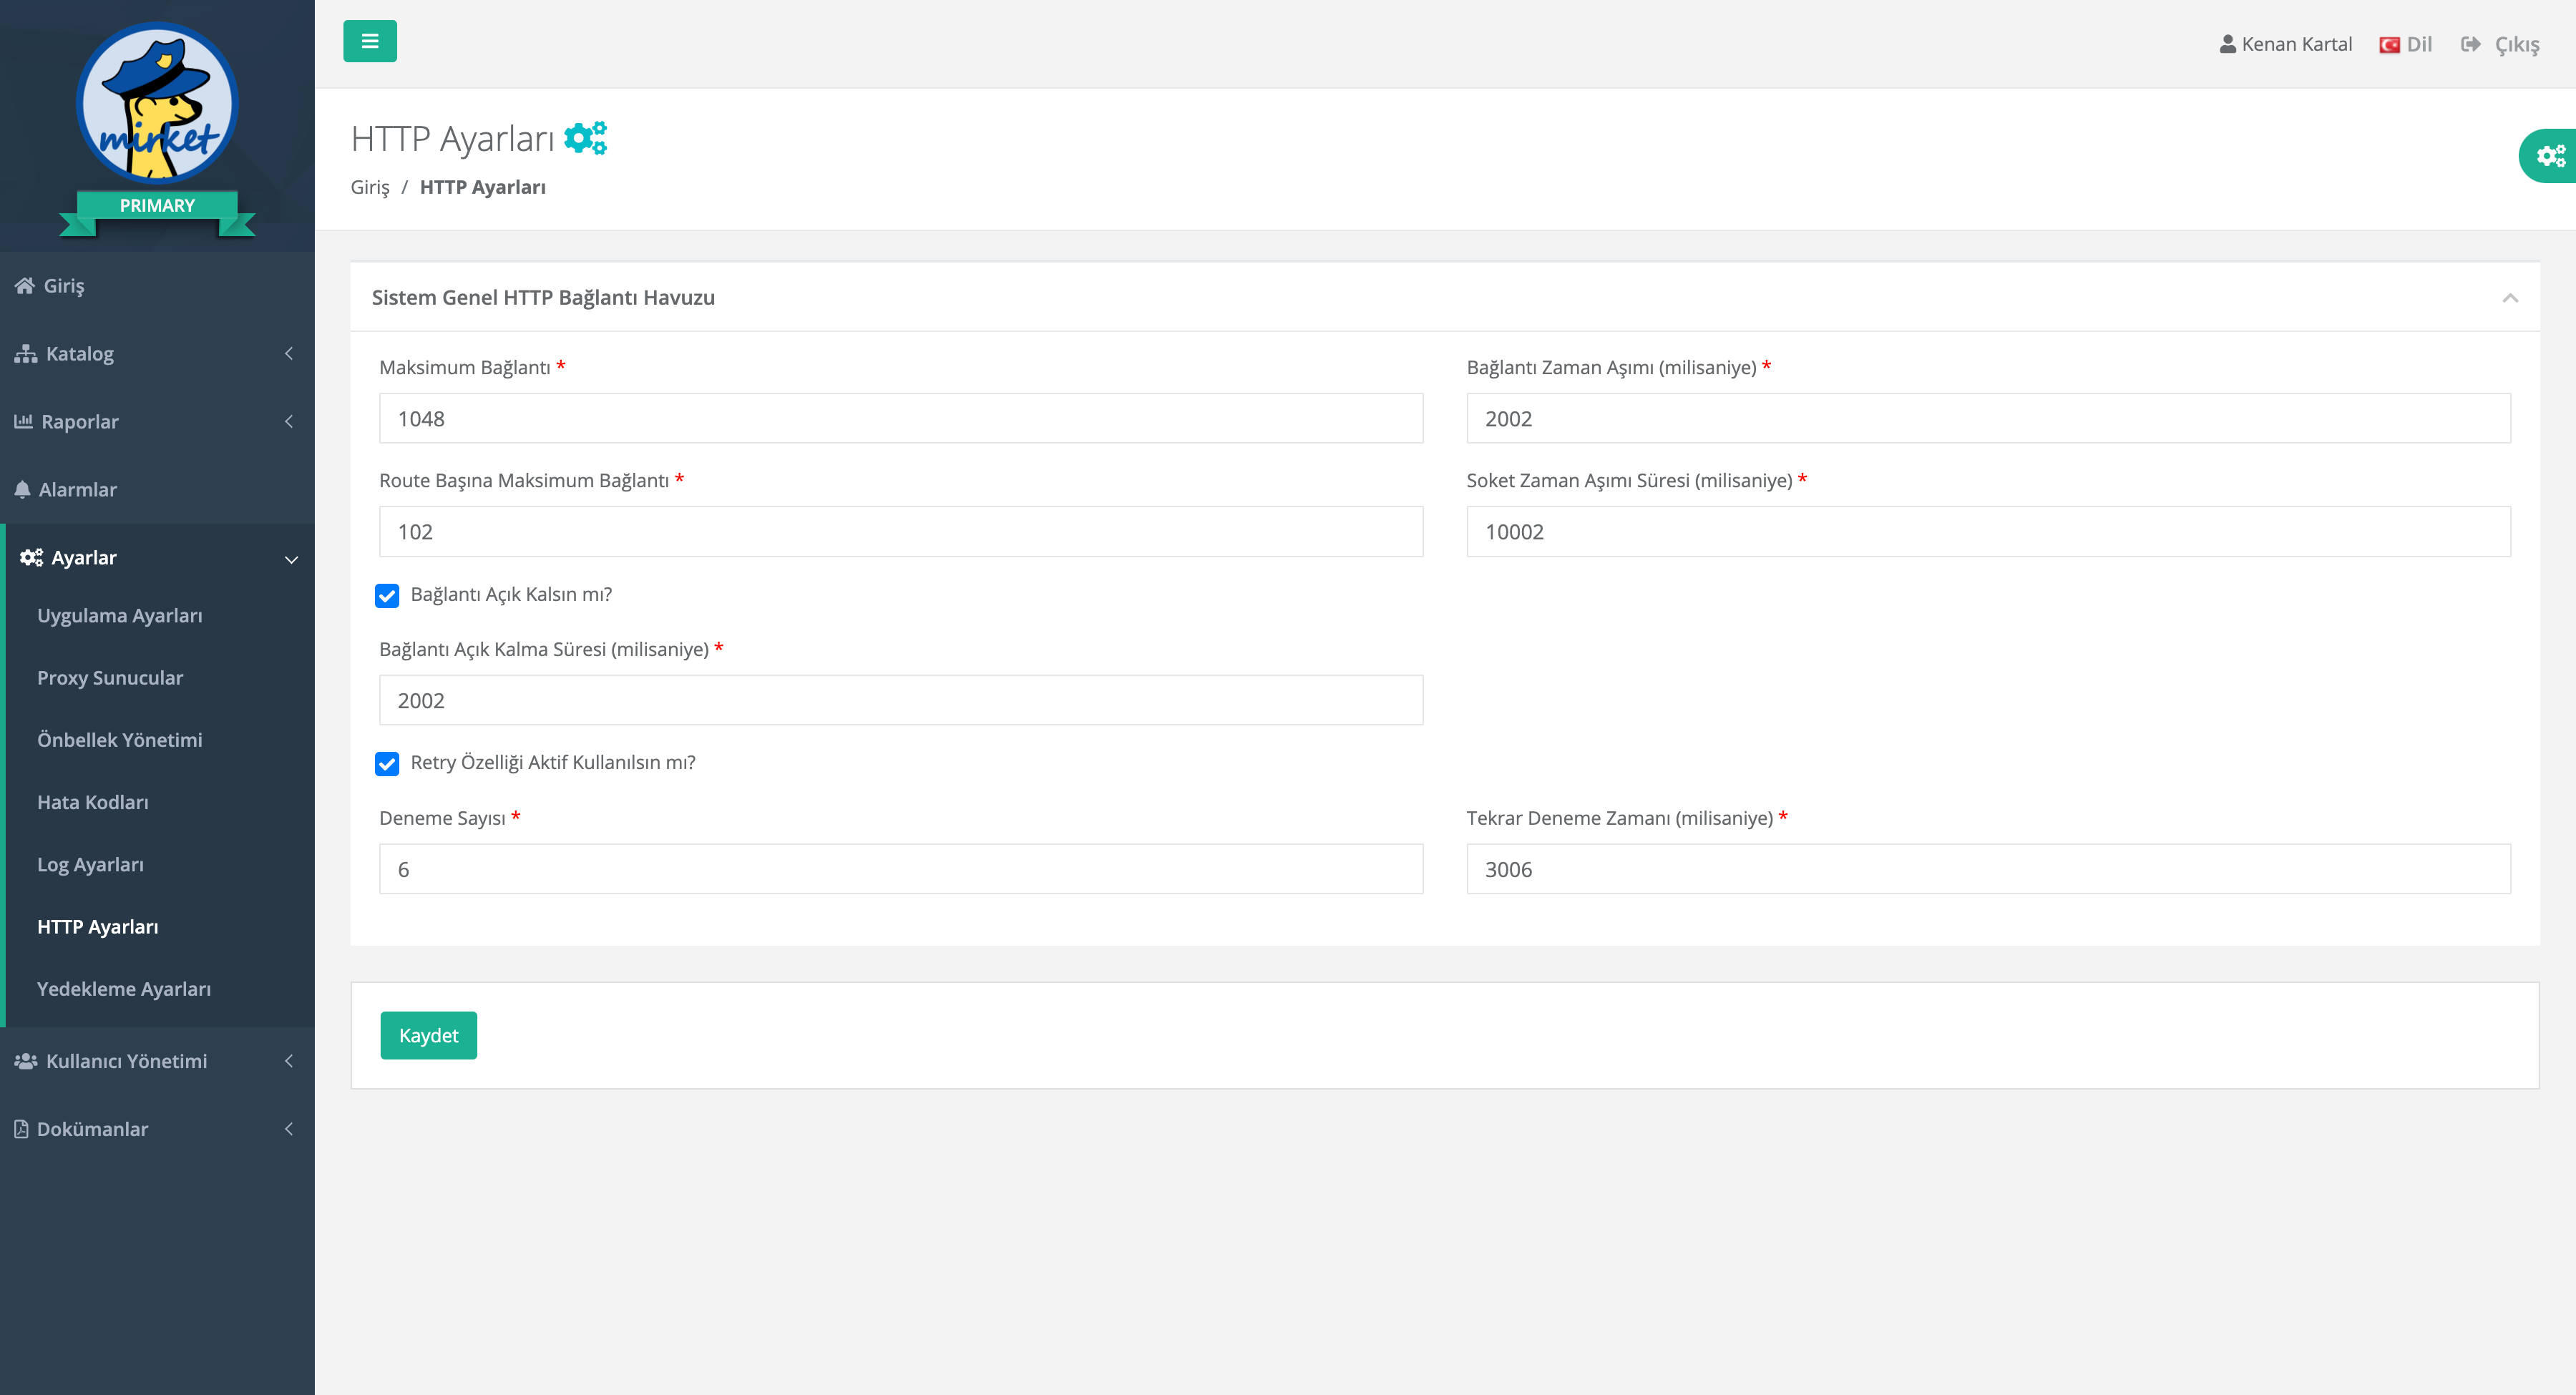 mirket
PRIMARY
Giriş
Katalog
Raporlar
Alarmlar
Ayarlar
Uygulama Ayarları
Proxy Sunucular
Önbellek Yönetimi
Hata Kodları
Log Ayarları
HTTP Ayarları
Yedekleme Ayarları
Kullanıcı Yönetimi
Dokümanlar
Kenan Kartal Dil Çıkış
HTTP Ayarları
Giriş / HTTP Ayarları
Sistem Genel HTTP Bağlantı Havuzu
Maksimum Bağlantı *
1048
Bağlantı Zaman Aşımı (milisaniye) *
2002
Route Başına Maksimum Bağlantı *
102
Soket Zaman Aşımı Süresi (milisaniye) *
10002
Bağlantı Açık Kalsın mı?
Bağlantı Açık Kalma Süresi (milisaniye) *
2002
Retry Özelliği Aktif Kullanılsın mı?
Deneme Sayısı *
6
Tekrar Deneme Zamanı (milisaniye) *
3006
Kaydet